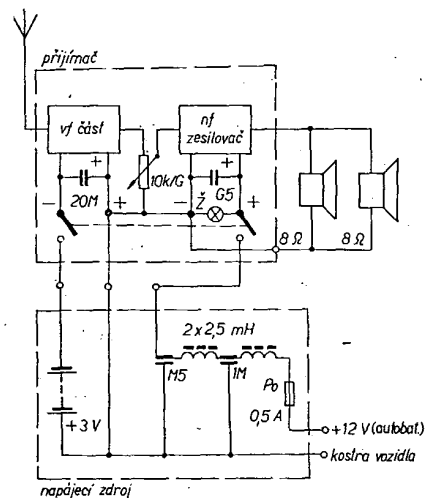 přijímač
vf část
nf
zesilovač
+
20M
−
+
10k/G
+
G5
−
Ž
+
8 Ω
8 Ω
2 x 2,5 mH
M5
1M
Po
0,5 A
+3 V
+12 V (autobat.)
kostra vozidla
napájecí zdroj